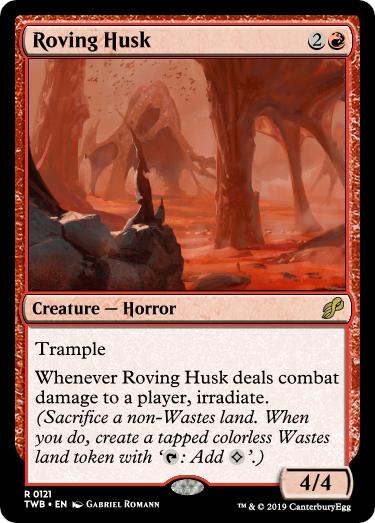 Roving Husk 2
Creature — Horror
Trample
Whenever Roving Husk deals combat
damage to a player, irradiate.
(Sacrifice a non-Wastes land. When
you do, create a tapped colorless Wastes
land token with ‘: Add .’)
4/4
R 0121
TWB • EN Gabriel Romann
™ & © 2019 CanterburyEgg